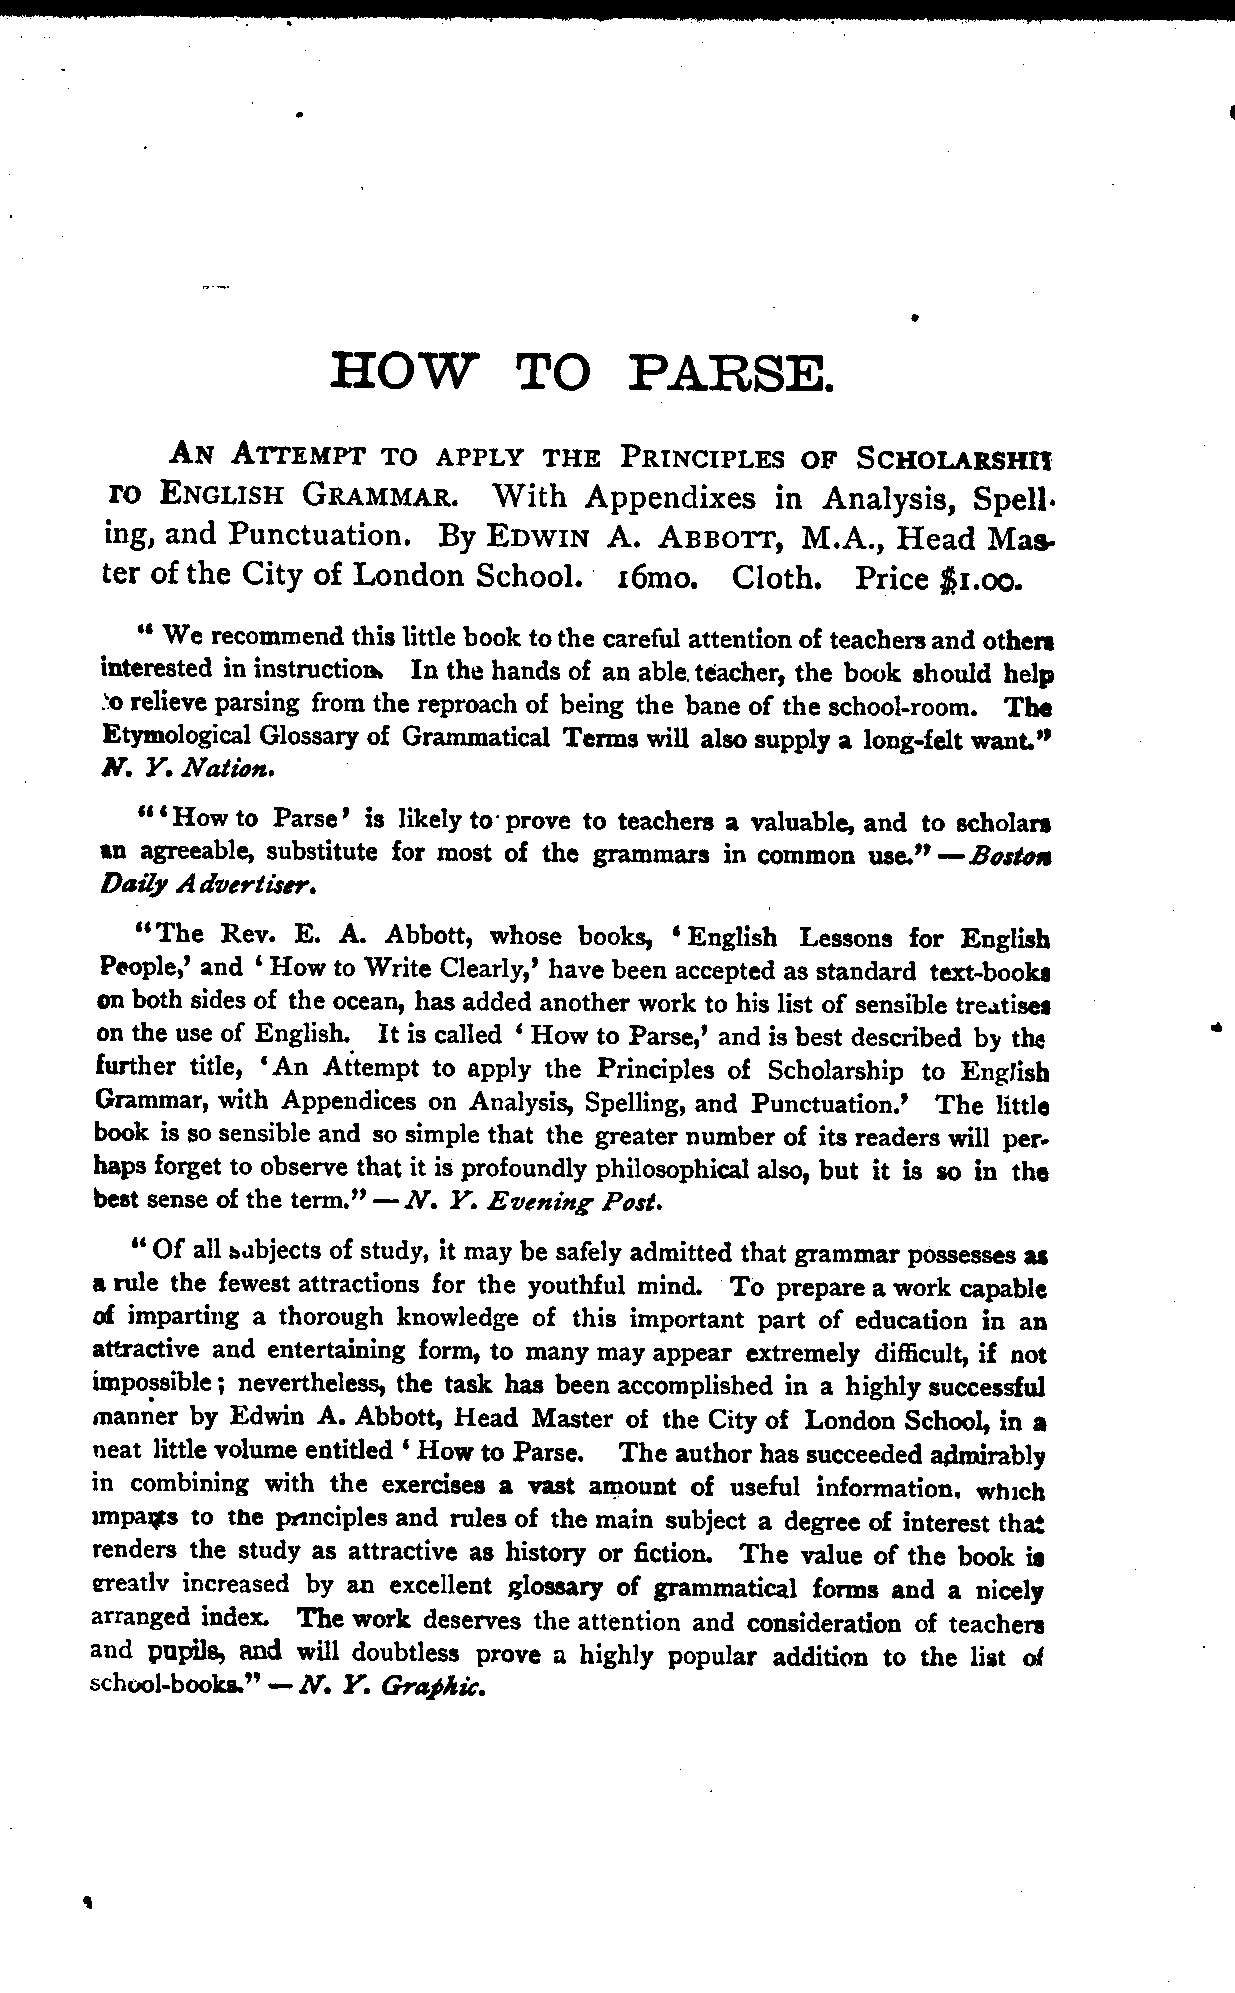 HOW TO PARSE.
AN ATTEMPT TO APPLY THE PRINCIPLES OF SCHOLARSHIP
TO ENGLISH GRAMMAR. With Appendixes in Analysis, Spell-
ing, and Punctuation. By EDWIN A. ABBOTT, M.A., Head Mas-
ter of the City of London School. 16mo. Cloth. Price $1.00.
" We recommend this little book to the careful attention of teachers and others
interested in instruction. In the hands of an able teacher, the book should help
to relieve parsing from the reproach of being the bane of the school-room. The
Etymological Glossary of Grammatical Terms will also supply a long-felt want."
N. Y. Nation.
"'How to Parse' is likely to prove to teachers a valuable, and to scholars
an agreeable, substitute for most of the grammars in common use." — Boston
Daily Advertiser.
"The Rev. E. A. Abbott, whose books, 'English Lessons for English
People,' and 'How to Write Clearly,' have been accepted as standard text-books
on both sides of the ocean, has added another work to his list of sensible treatises
on the use of English. It is called 'How to Parse,' and is best described by the
further title, 'An Attempt to apply the Principles of Scholarship to English
Grammar, with Appendices on Analysis, Spelling, and Punctuation.' The little
book is so sensible and so simple that the greater number of its readers will per-
haps forget to observe that it is profoundly philosophical also, but it is so in the
best sense of the term." — N. Y. Evening Post.
"Of all subjects of study, it may be safely admitted that grammar possesses as
a rule the fewest attractions for the youthful mind. To prepare a work capable
of imparting a thorough knowledge of this important part of education in an
attractive and entertaining form, to many may appear extremely difficult, if not
impossible; nevertheless, the task has been accomplished in a highly successful
manner by Edwin A. Abbott, Head Master of the City of London School, in a
neat little volume entitled 'How to Parse. The author has succeeded admirably
in combining with the exercises a vast amount of useful information, which
imparts to the principles and rules of the main subject a degree of interest that
renders the study as attractive as history or fiction. The value of the book is
greatly increased by an excellent glossary of grammatical forms and a nicely
arranged index. The work deserves the attention and consideration of teachers
and pupils, and will doubtless prove a highly popular addition to the list of
school-books." — N. Y. Graphic.